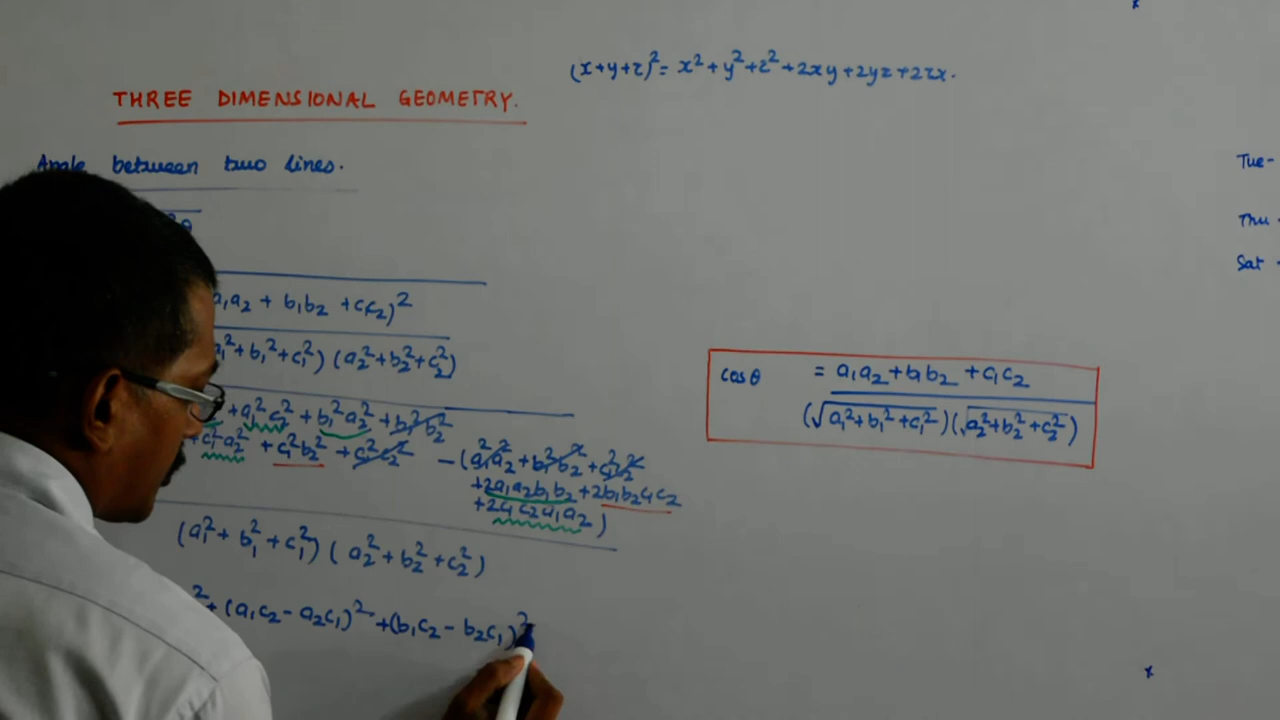 (x+y+z)² = x²+y²+z²+2xy+2yz+2zx.
THREE DIMENSIONAL GEOMETRY.
Angle between two lines.
²θ
a₁a₂ + b₁b₂ + c₁c₂)²
a₁²+b₁²+c₁²) (a₂²+b₂²+c₂²)
+a₁²c₂² + b₁²a₂² + b₁²b₂²
+c₁²a₂² + c₁²b₂² + c₁²c₂² – (a₁²a₂²+b₁²b₂²+c₁²c₂²
+2a₁a₂b₁b₂ + 2b₁b₂c₁c₂
+2c₁c₂a₁a₂)
(a₁²+b₁²+c₁²) (a₂²+b₂²+c₂²)
²+ (a₁c₂ – a₂c₁)² + (b₁c₂ – b₂c₁)²
cos θ = a₁a₂+b₁b₂+c₁c₂
(√a₁²+b₁²+c₁²)(√a₂²+b₂²+c₂²)
Tue-
Thu -
Sat -